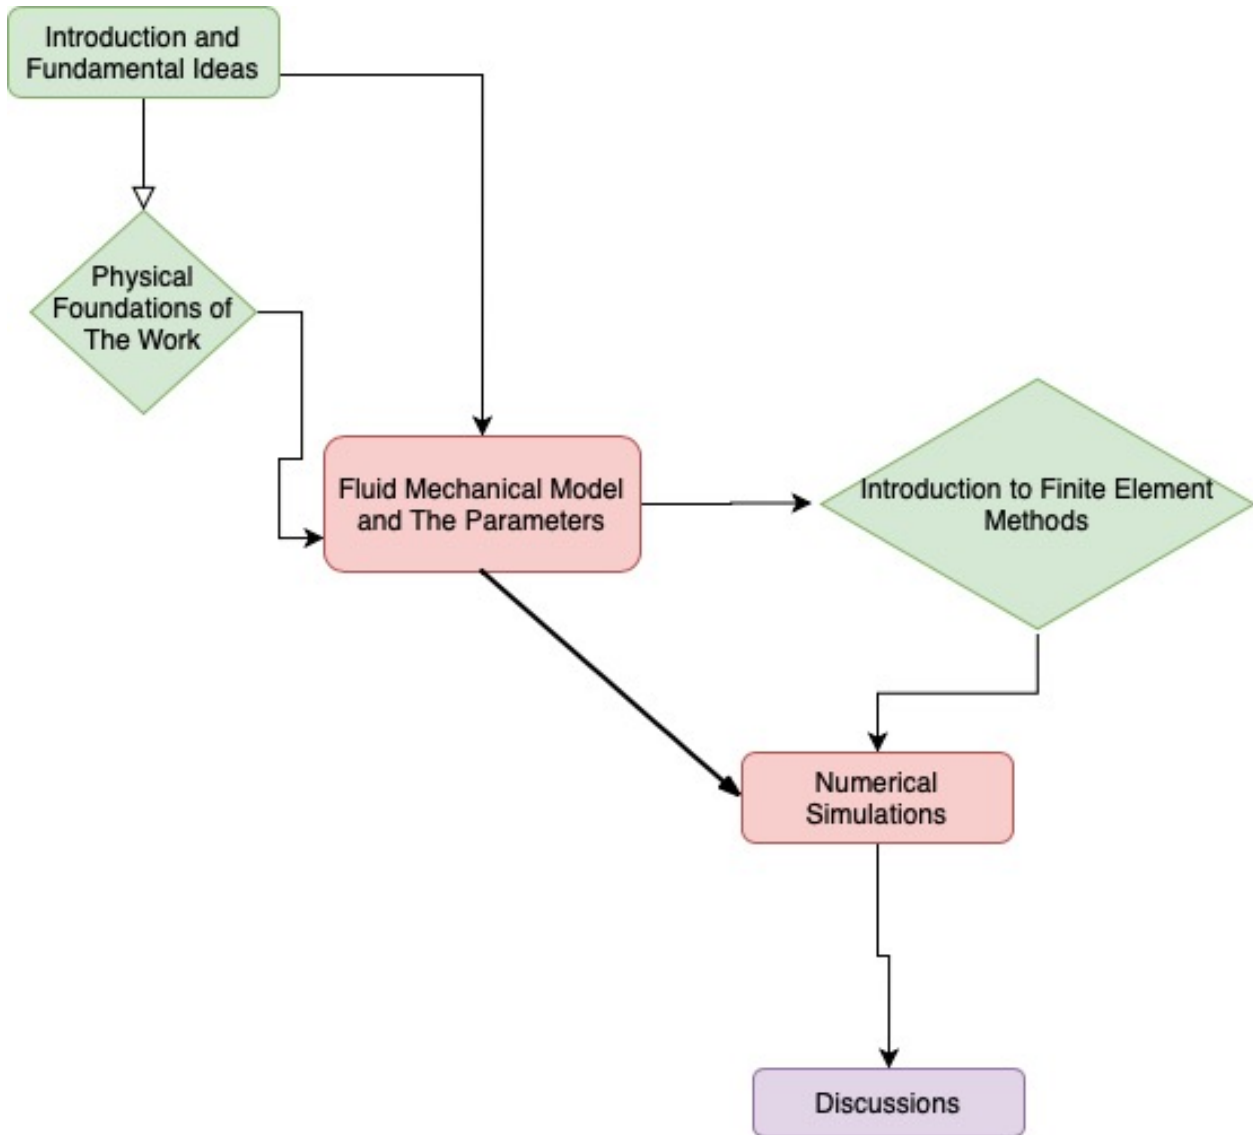 Introduction and
Fundamental Ideas
Physical
Foundations of
The Work
Fluid Mechanical Model
and The Parameters
Introduction to Finite Element
Methods
Numerical
Simulations
Discussions